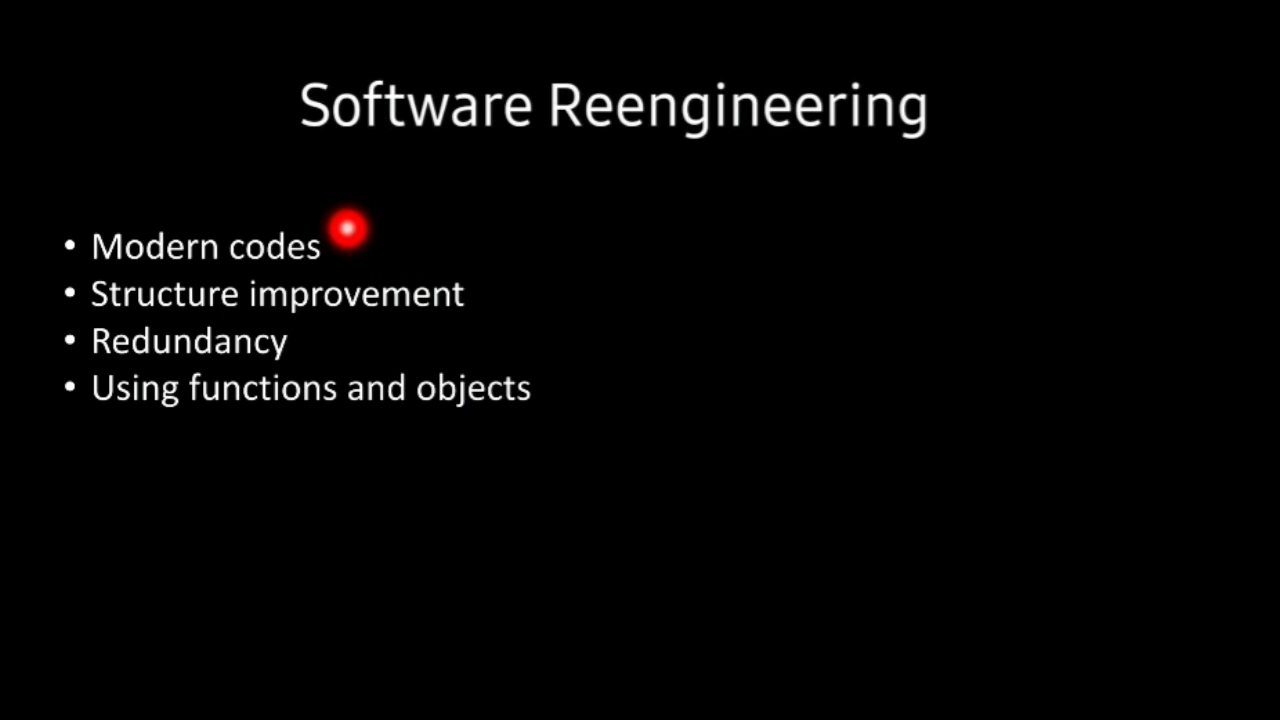 Software Reengineering
• Modern codes
• Structure improvement
• Redundancy
• Using functions and objects